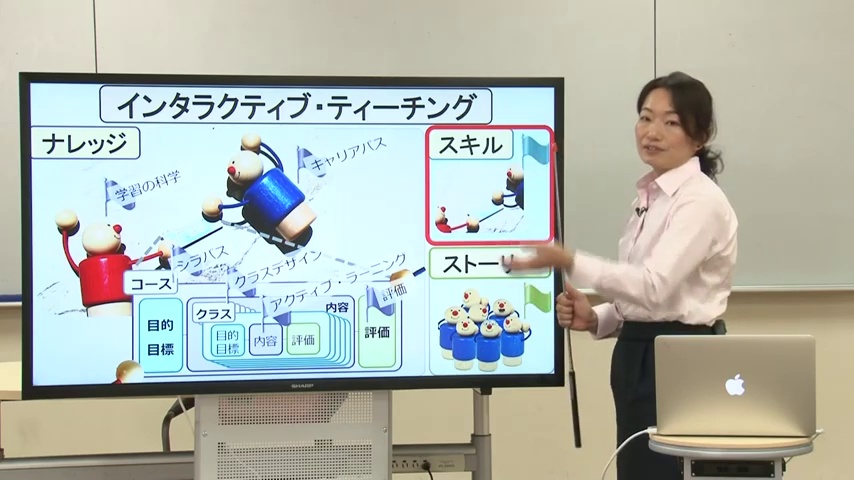 インタラクティブ・ティーチング
ナレッジ
スキル
キャリアパス
学習の科学
シラバス
クラスデザイン
アクティブ・ラーニング
評価
コース
目的
目標
クラス
目的
目標
内容
評価
内容
評価
ストー
SHARP